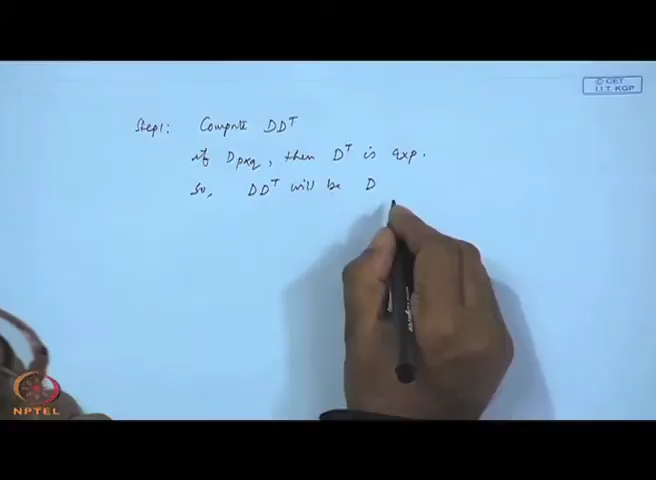 © CET
I.I.T. KGP
Step1: Compute DDᵀ
if Dpxq, then Dᵀ is qxp.
So, DDᵀ will be D
NPTEL